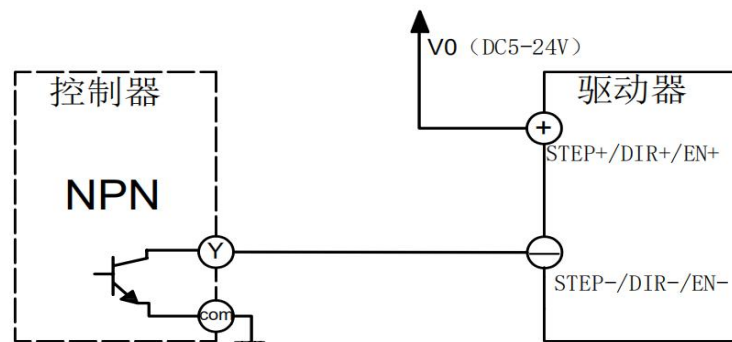 V0（DC5-24V）
控制器
驱动器
+
STEP+/DIR+/EN+
NPN
Y
—
STEP-/DIR-/EN-
com